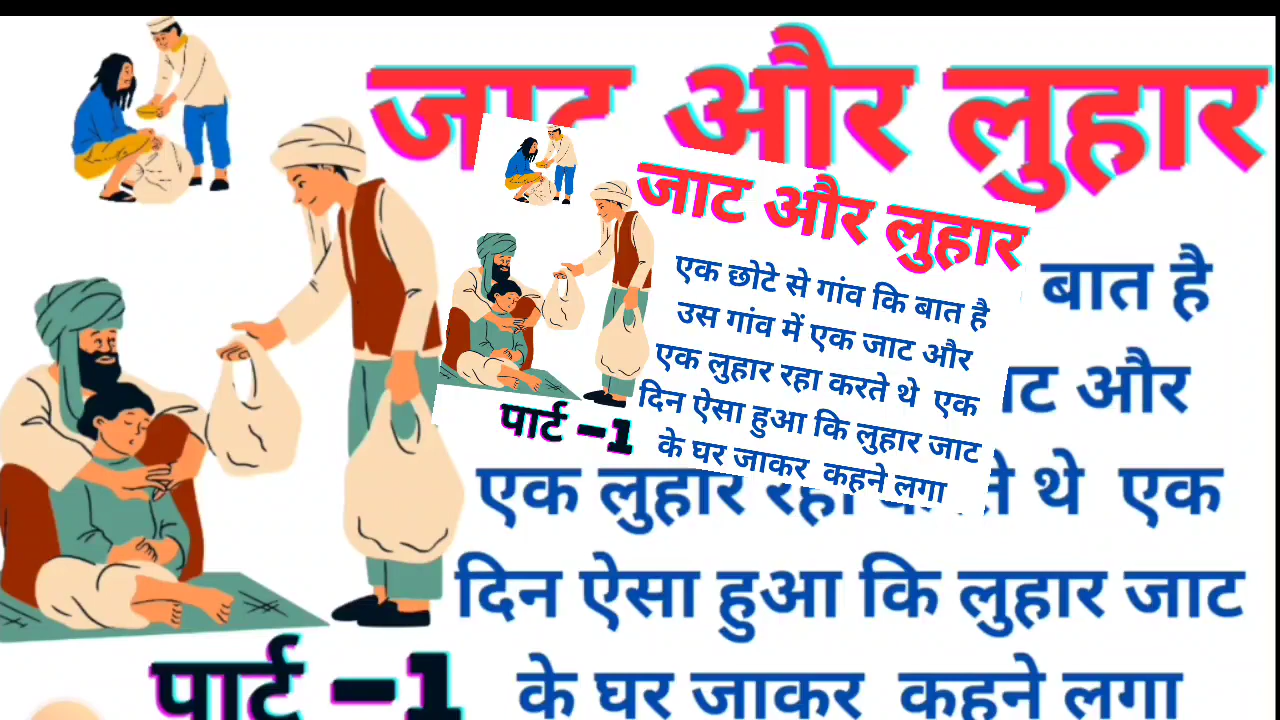 जाट और लुहार
जाट और लुहार
एक छोटे से गांव कि बात है
उस गांव में एक जाट और
एक लुहार रहा करते थे एक
दिन ऐसा हुआ कि लुहार जाट
के घर जाकर कहने लगा
पार्ट -1
बात है
और
एक लुहार रहा थे एक
दिन ऐसा हुआ कि लुहार जाट
के घर जाकर कहने लगा
पार्ट -1